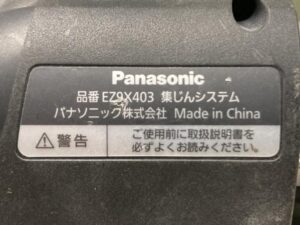 Panasonic
品番 EZ9X403 集じんシステム
パナソニック株式会社 Made in China
⚠警告
ご使用前に取扱説明書を
必ずよくお読みください。